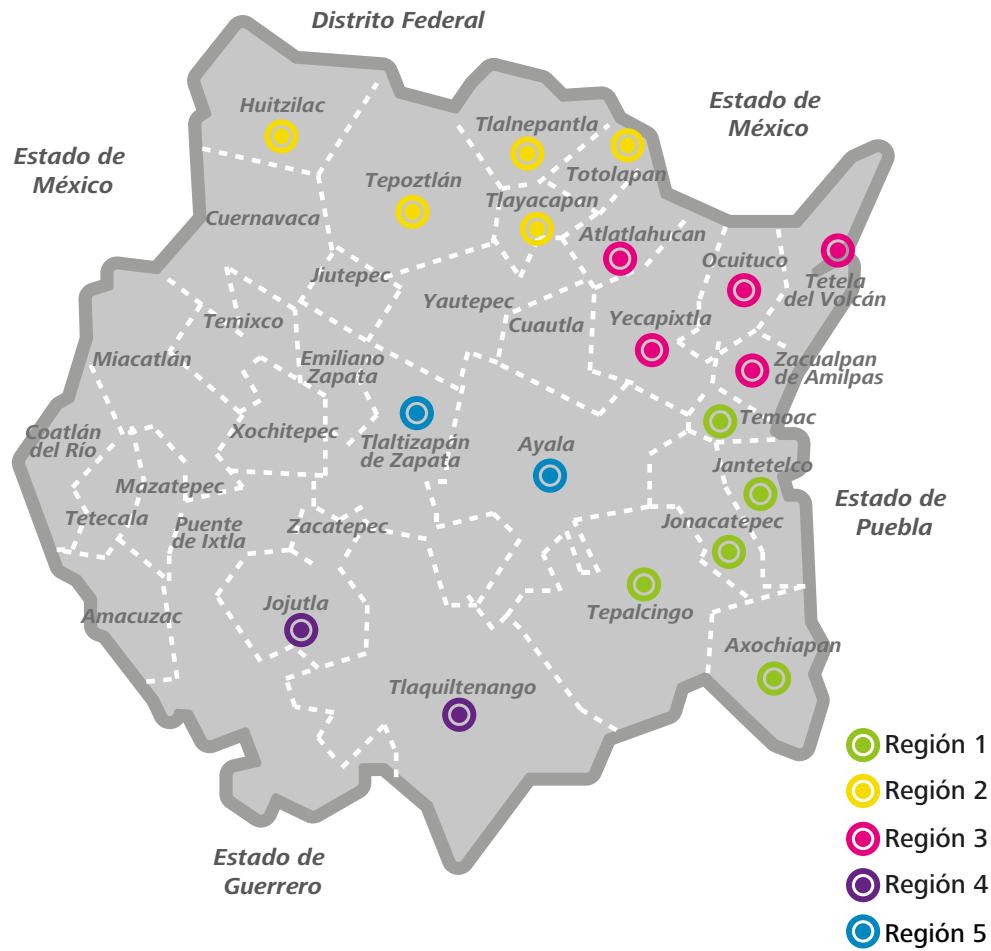 Distrito Federal
Estado de
México
Estado de
México
Huitzilac
Tlalnepantla
Totolapan
Tepoztlán
Tlayacapan
Cuernavaca
Atlatlahucan
Ocuituco
Tetela
del Volcán
Jiutepec
Yautepec
Cuautla
Yecapixtla
Temixco
Miacatlán
Emiliano
Zapata
Zacualpan
de Amilpas
Temoac
Coatlán
del Río
Xochitepec
Tlaltizapán
de Zapata
Ayala
Jantetelco
Mazatepec
Tetecala
Puente
de Ixtla
Zacatepec
Jonacatepec
Estado de
Puebla
Amacuzac
Jojutla
Tepalcingo
Axochiapan
Tlaquiltenango
Estado de
Guerrero
Región 1
Región 2
Región 3
Región 4
Región 5